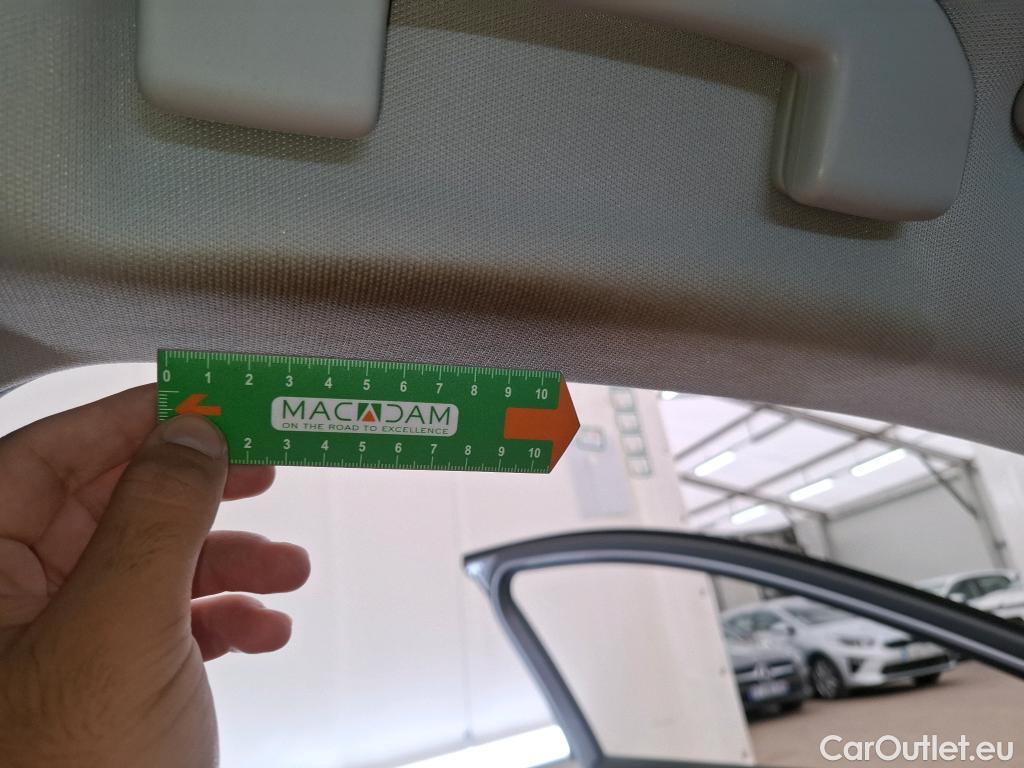 0 1 2 3 4 5 6 7 8 9 10
MACADAM
ON THE ROAD TO EXCELLENCE
2 3 4 5 6 7 8 9 10
CarOutlet.eu